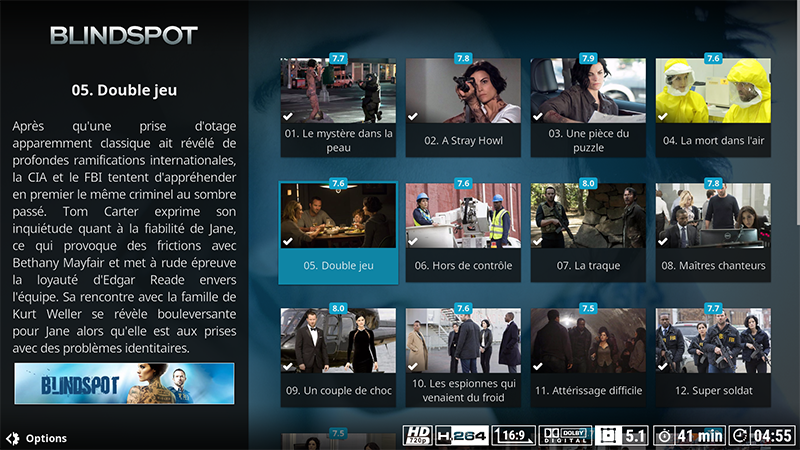 BLINDSPOT
05. Double jeu
Après qu'une prise d'otage
apparemment classique ait révélé de
profondes ramifications internationales,
la CIA et le FBI tentent d'appréhender
en premier le même criminel au sombre
passé. Tom Carter exprime son
inquiétude quant à la fiabilité de Jane,
ce qui provoque des frictions avec
Bethany Mayfair et met à rude épreuve
la loyauté d'Edgar Reade envers
l'équipe. Sa rencontre avec la famille de
Kurt Weller se révèle bouleversante
pour Jane alors qu'elle est aux prises
avec des problèmes identitaires.
BLINDSPOT
Options
7.7
01. Le mystère dans la
peau
7.8
02. A Stray Howl
7.9
03. Une pièce du
puzzle
7.6
04. La mort dans l'air
7.6
05. Double jeu
7.6
06. Hors de contrôle
8.0
07. La traque
7.8
08. Maîtres chanteurs
8.0
09. Un couple de choc
7.6
10. Les espionnes qui
venaient du froid
7.5
11. Attérissage difficile
7.7
12. Super soldat
7.5
HD
720p
H.264
16:9
DOLBY
DIGITAL
5.1
41 min
04:55